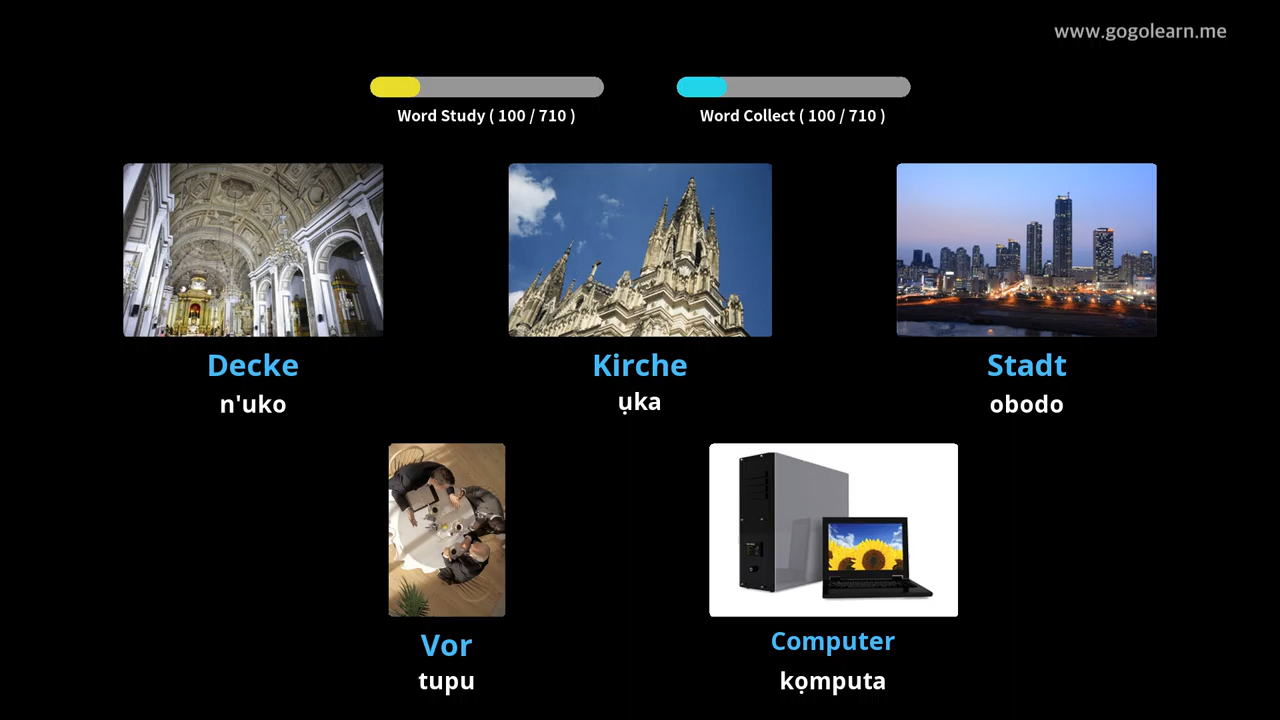 www.gogolearn.me
Word Study ( 100 / 710 )
Word Collect ( 100 / 710 )
Decke
n'uko
Kirche
ụka
Stadt
obodo
Vor
tupu
Computer
kọmputa